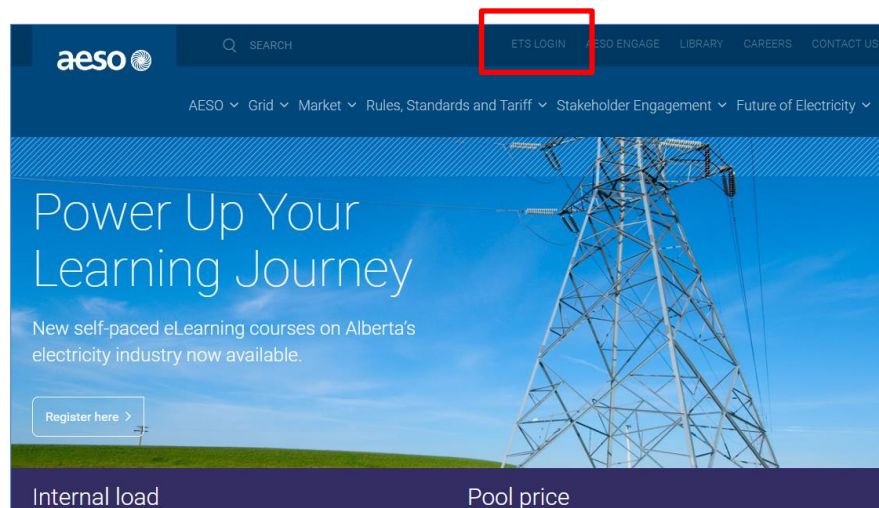 aeso
SEARCH
ETS LOGIN AESO ENGAGE LIBRARY CAREERS CONTACT US
AESO Grid Market Rules, Standards and Tariff Stakeholder Engagement Future of Electricity
Power Up Your
Learning Journey
New self-paced eLearning courses on Alberta's
electricity industry now available.
Register here >
Internal load
Pool price